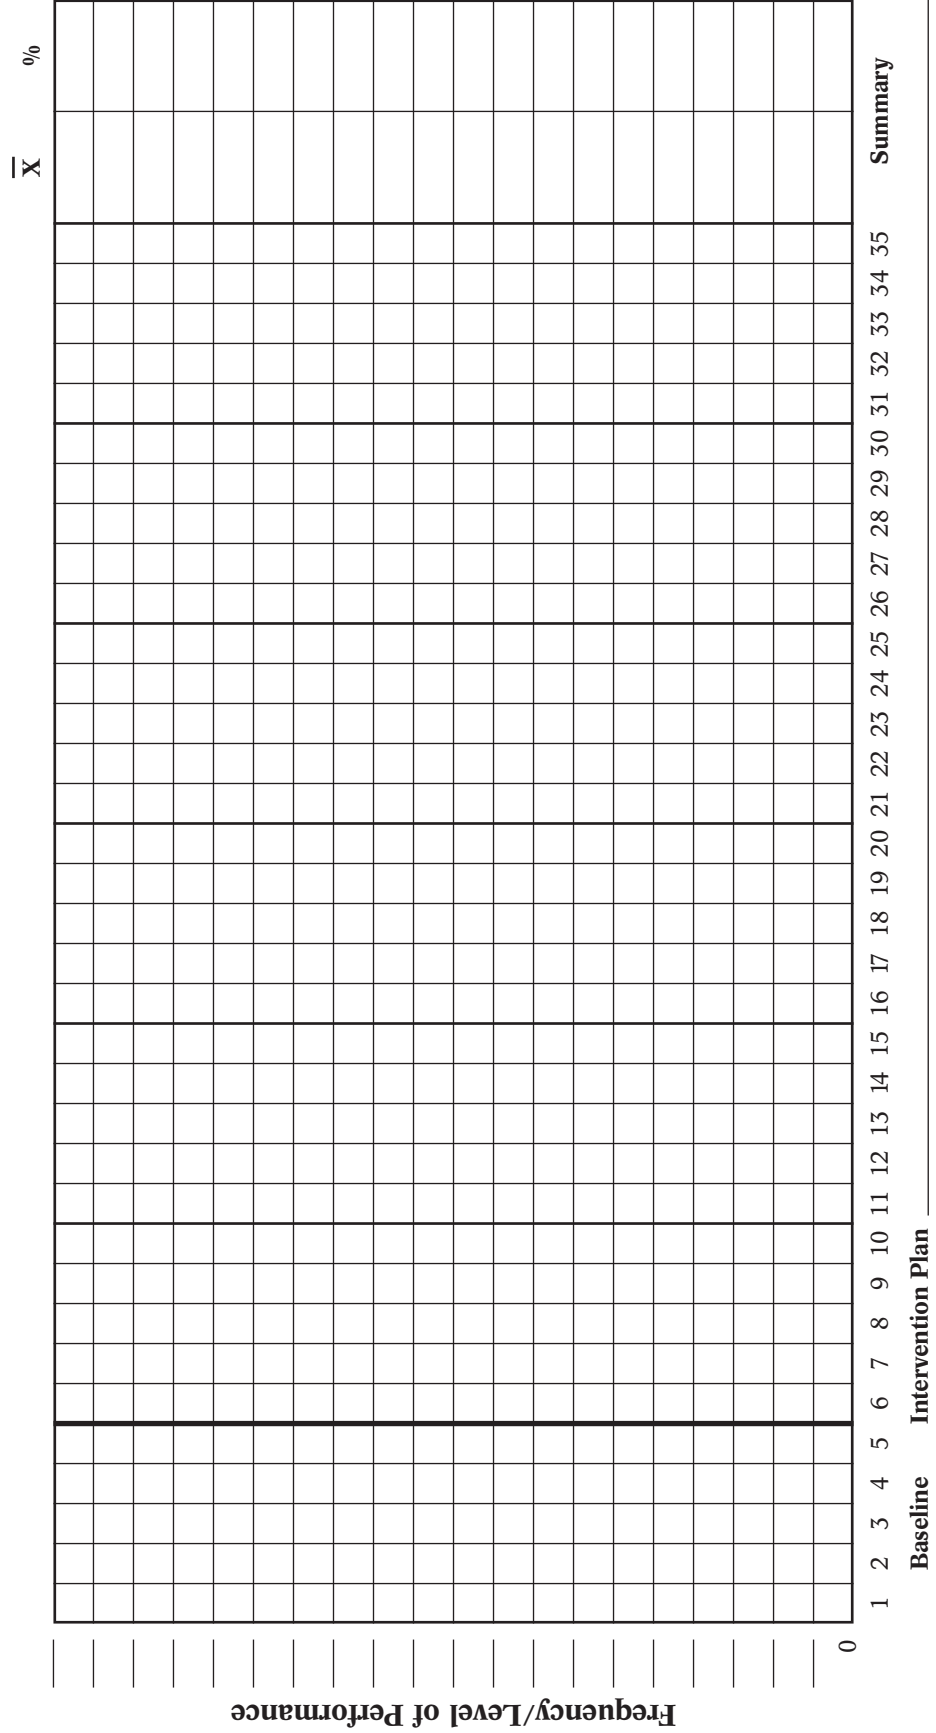 X̅ %
Frequency/Level of Performance
0
1 2 3 4 5 6 7 8 9 10 11 12 13 14 15 16 17 18 19 20 21 22 23 24 25 26 27 28 29 30 31 32 33 34 35 Summary
Baseline Intervention Plan